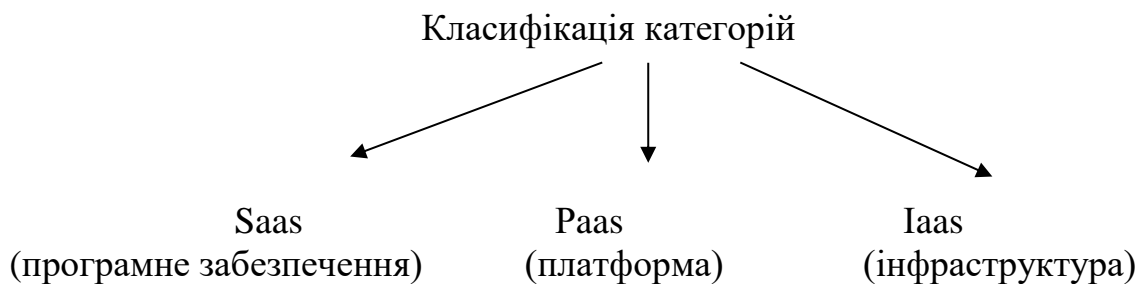 Класифікація категорій
Saas Paas Iaas
(програмне забезпечення) (платформа) (інфраструктура)